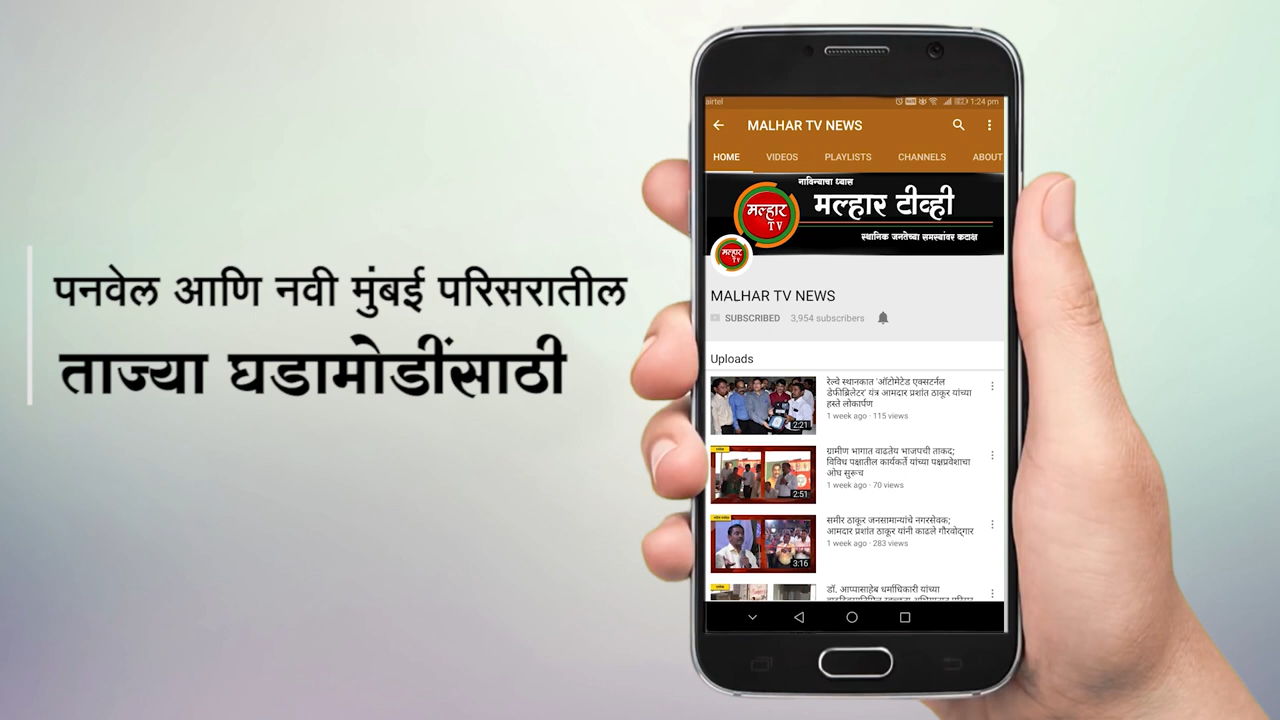 पनवेल आणि नवी मुंबई परिसरातील
ताज्या घडामोडींसाठी
airtel
1:24 pm
MALHAR TV NEWS
HOME VIDEOS PLAYLISTS CHANNELS ABOUT
नाविन्याचा ध्यास
मल्हार टीव्ही
मल्हार
TV
स्थानिक जनतेच्या समस्यांवर कटाक्ष
मल्हार
TV
MALHAR TV NEWS
SUBSCRIBED 3,954 subscribers
Uploads
रेल्वे स्थानकात 'ऑटोमेटेड एक्सटर्नल
डेफीब्रिलेटर' यंत्र आमदार प्रशांत ठाकूर यांच्या
हस्ते लोकार्पण
1 week ago · 115 views
2:21
ग्रामीण भागात वाढतेय भाजपची ताकद;
विविध पक्षातील कार्यकर्ते यांच्या पक्षप्रवेशाचा
ओघ सुरूच
1 week ago · 70 views
2:51
समीर ठाकूर जनसामान्यांचे नगरसेवक;
आमदार प्रशांत ठाकूर यांनी काढले गौरवोद्गार
1 week ago · 283 views
3:16
डॉ. आप्पासाहेब धर्माधिकारी यांच्या